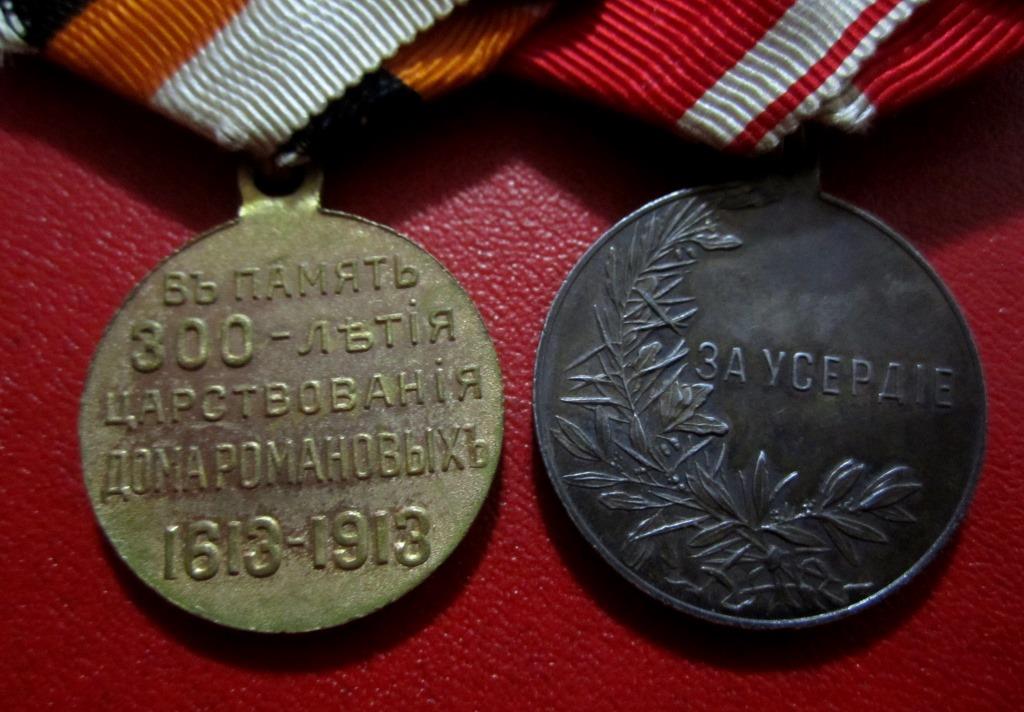 ВЪ ПАМЯТЬ
300-ЛѢТІЯ
ЦАРСТВОВАНІЯ
ДОМА РОМАНОВЫХЪ
1613-1913
ЗА УСЕРДІЕ